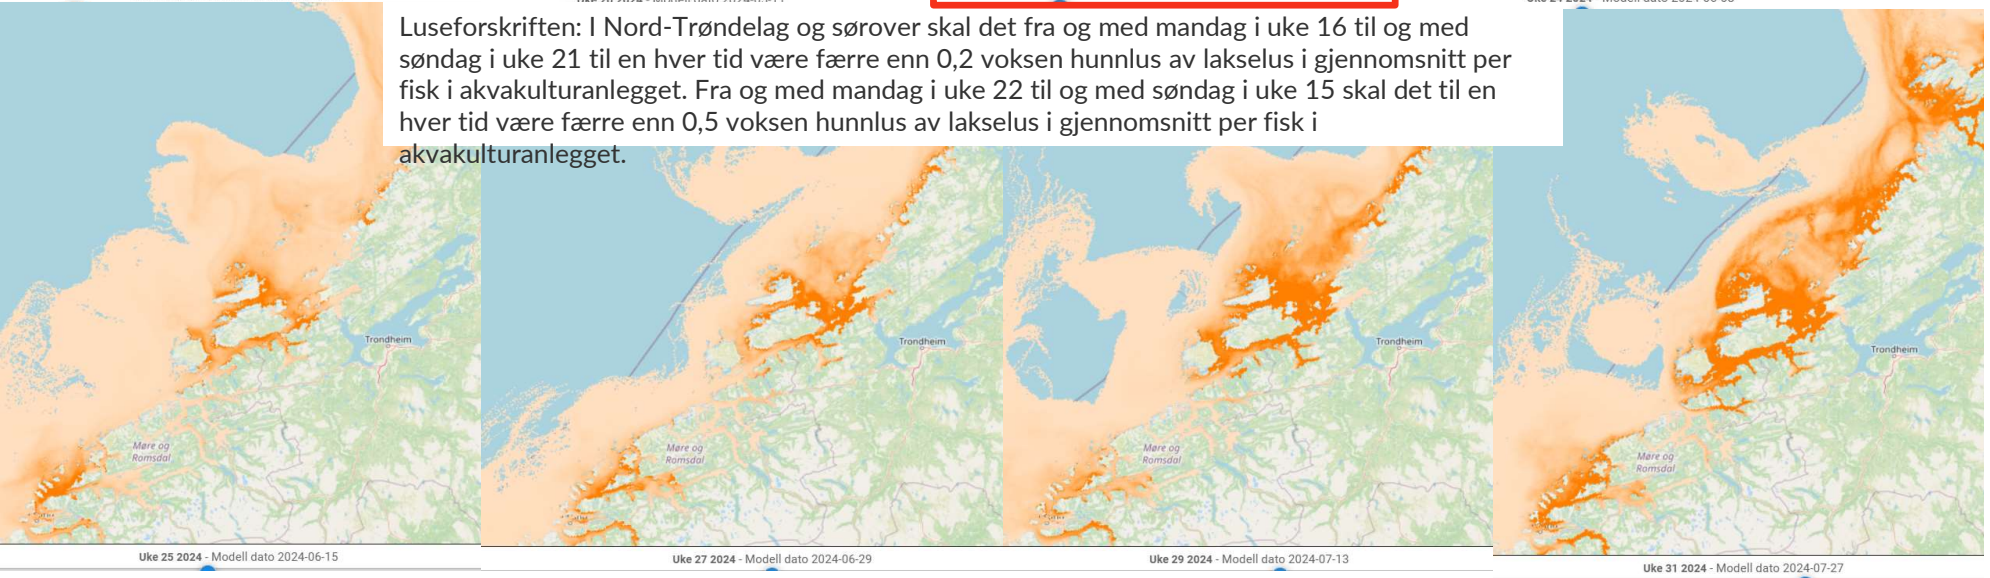 Luseforskriften: I Nord-Trøndelag og sørover skal det fra og med mandag i uke 16 til og med
søndag i uke 21 til en hver tid være færre enn 0,2 voksen hunnlus av lakselus i gjennomsnitt per
fisk i akvakulturanlegget. Fra og med mandag i uke 22 til og med søndag i uke 15 skal det til en
hver tid være færre enn 0,5 voksen hunnlus av lakselus i gjennomsnitt per fisk i
akvakulturanlegget.
Trondheim
Møre og
Romsdal
Uke 25 2024 - Modell dato 2024-06-15
Trondheim
Møre og
Romsdal
Uke 27 2024 - Modell dato 2024-06-29
Trondheim
Møre og
Romsdal
Uke 29 2024 - Modell dato 2024-07-13
Trondheim
Møre og
Romsdal
Uke 31 2024 - Modell dato 2024-07-27